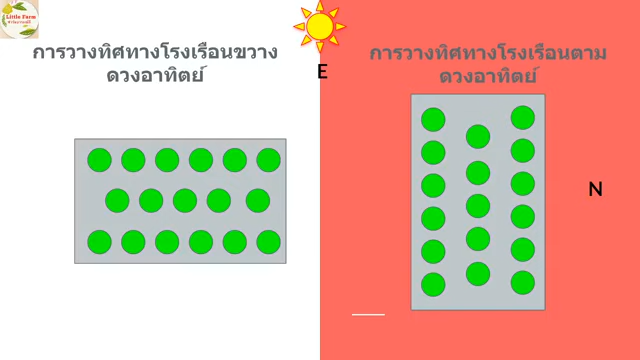 Little Farm
การวางทิศทางโรงเรือนขวาง
ดวงอาทิตย์
E
การวางทิศทางโรงเรือนตาม
ดวงอาทิตย์
N